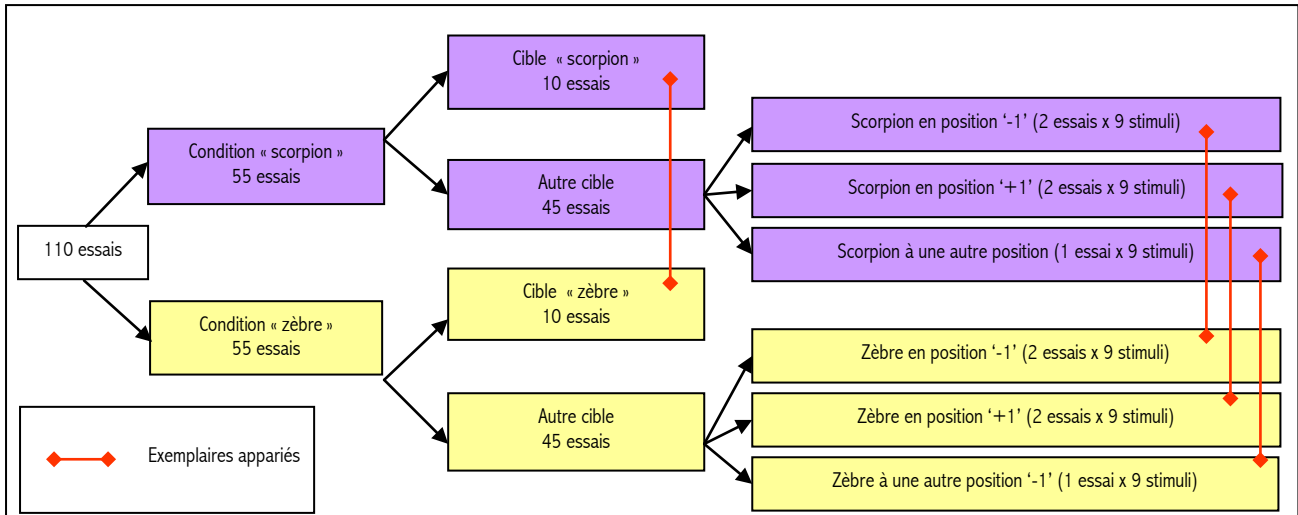 Cible « scorpion »
10 essais
Scorpion en position ‘-1’ (2 essais x 9 stimuli)
Condition « scorpion »
55 essais
Autre cible
45 essais
Scorpion en position ‘+1’ (2 essais x 9 stimuli)
Scorpion à une autre position (1 essai x 9 stimuli)
110 essais
Cible « zèbre »
10 essais
Condition « zèbre »
55 essais
Zèbre en position ‘-1’ (2 essais x 9 stimuli)
Autre cible
45 essais
Zèbre en position ‘+1’ (2 essais x 9 stimuli)
Zèbre à une autre position ‘-1’ (1 essai x 9 stimuli)
Exemplaires appariés